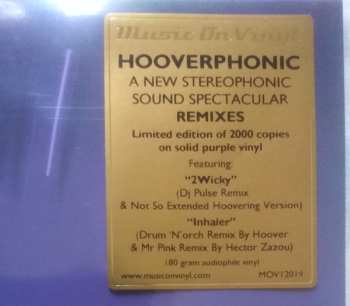 Music On Vinyl
HOOVERPHONIC
A NEW STEREOPHONIC
SOUND SPECTACULAR
REMIXES
Limited edition of 2000 copies
on solid purple vinyl
Featuring:
"2Wicky"
(Dj Pulse Remix
& Not So Extended Hoovering Version)
"Inhaler"
(Drum 'N'orch Remix By Hoover
& Mr Pink Remix By Hector Zazou)
180 gram audiophile vinyl
www.musiconvinyl.com MOV12019